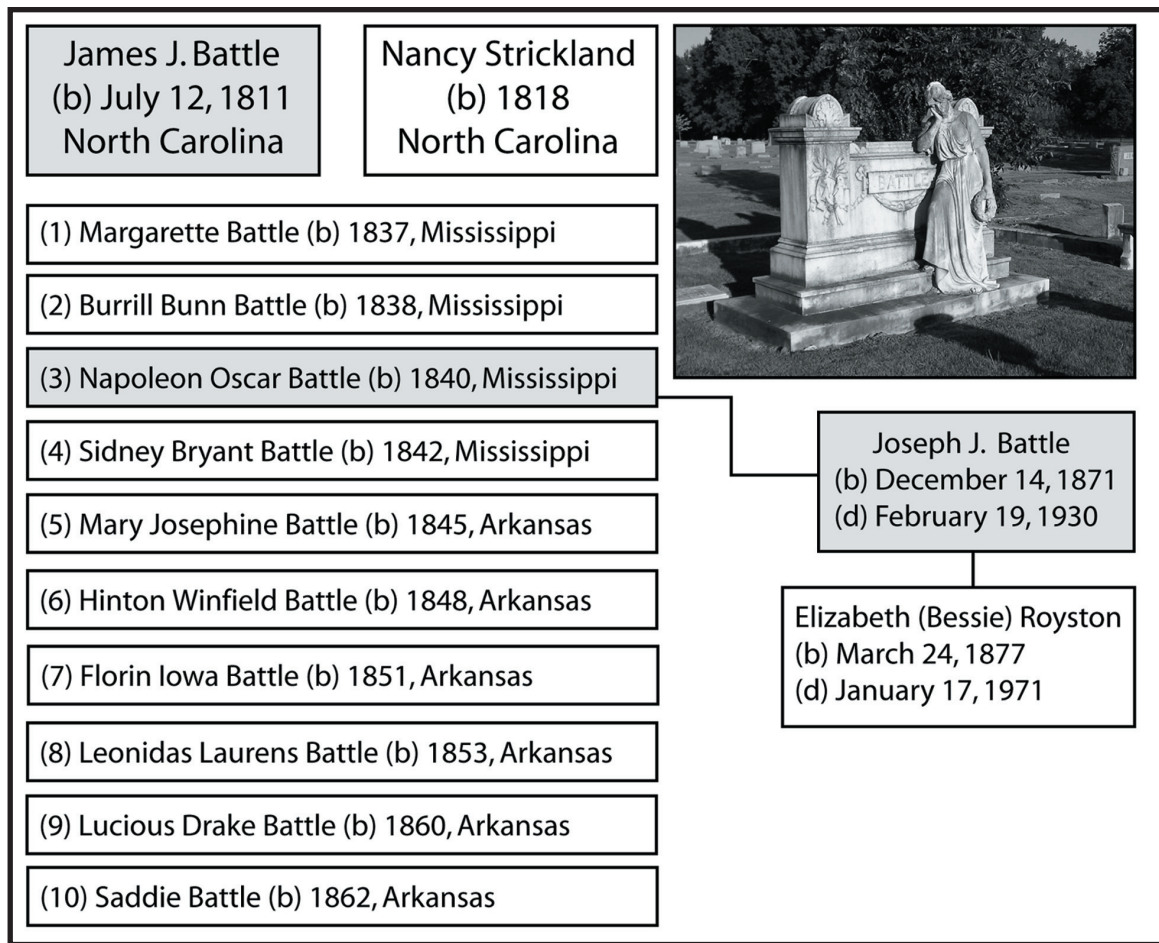 James J. Battle
(b) July 12, 1811
North Carolina
Nancy Strickland
(b) 1818
North Carolina
BATTLE
(1) Margarette Battle (b) 1837, Mississippi
(2) Burrill Bunn Battle (b) 1838, Mississippi
(3) Napoleon Oscar Battle (b) 1840, Mississippi
(4) Sidney Bryant Battle (b) 1842, Mississippi
(5) Mary Josephine Battle (b) 1845, Arkansas
(6) Hinton Winfield Battle (b) 1848, Arkansas
(7) Florin Iowa Battle (b) 1851, Arkansas
(8) Leonidas Laurens Battle (b) 1853, Arkansas
(9) Lucious Drake Battle (b) 1860, Arkansas
(10) Saddie Battle (b) 1862, Arkansas
Joseph J. Battle
(b) December 14, 1871
(d) February 19, 1930
Elizabeth (Bessie) Royston
(b) March 24, 1877
(d) January 17, 1971